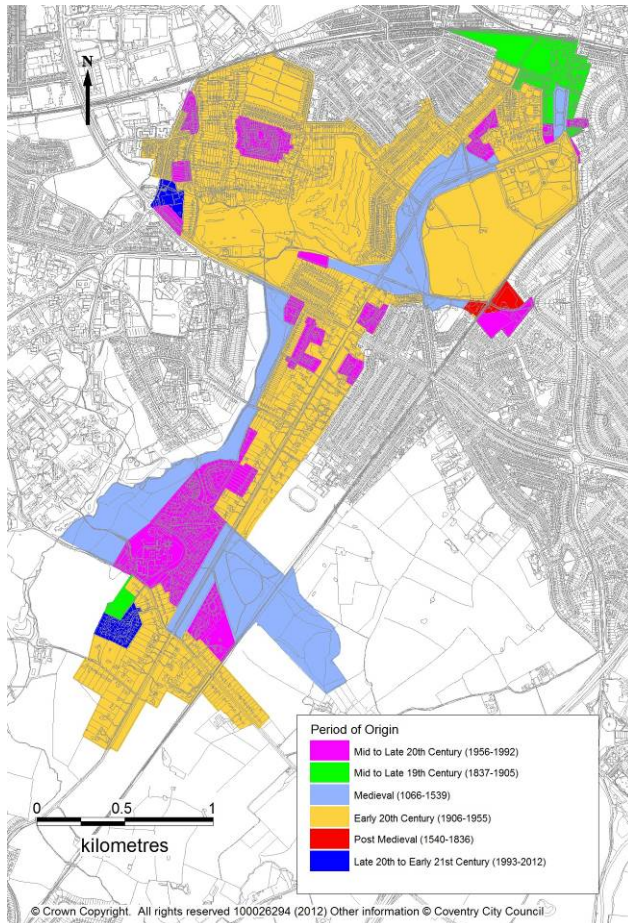 N
Period of Origin
Mid to Late 20th Century (1956-1992)
Mid to Late 19th Century (1837-1905)
Medieval (1066-1539)
Early 20th Century (1906-1955)
Post Medieval (1540-1836)
Late 20th to Early 21st Century (1993-2012)
0 0.5 1
kilometres
© Crown Copyright. All rights reserved 100026294 (2012) Other information © Coventry City Council